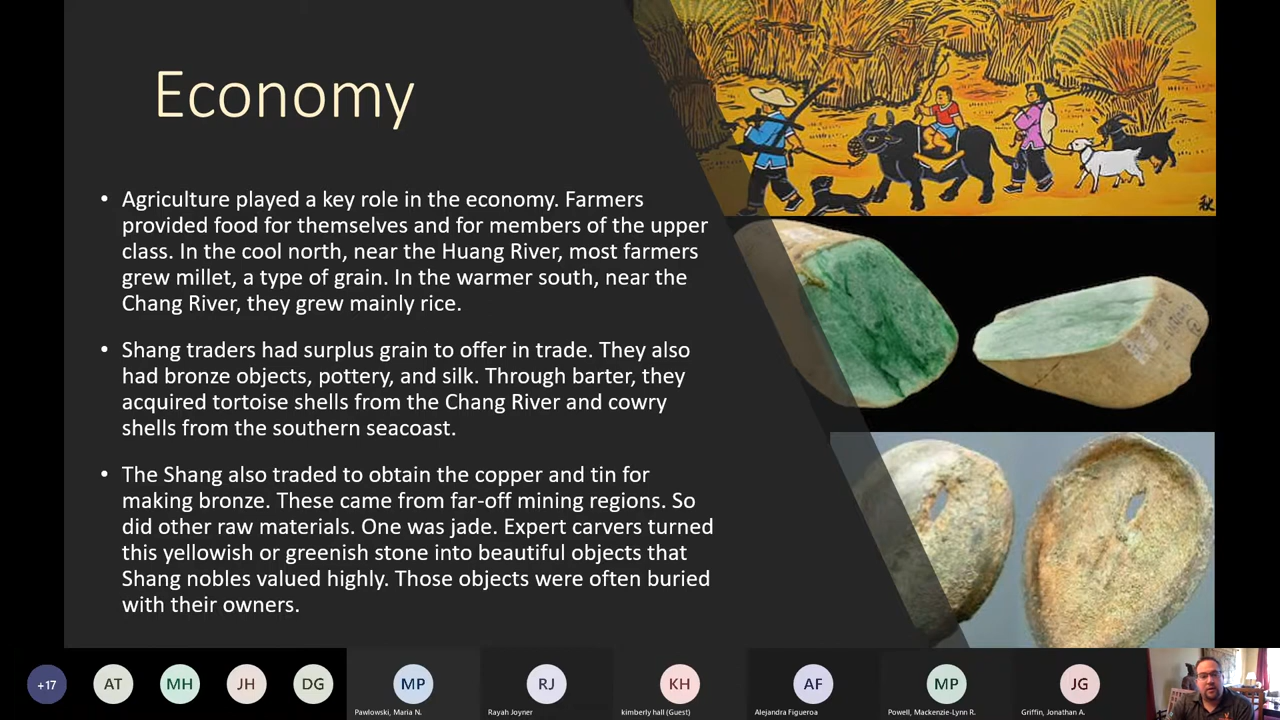 Economy
• Agriculture played a key role in the economy. Farmers
provided food for themselves and for members of the upper
class. In the cool north, near the Huang River, most farmers
grew millet, a type of grain. In the warmer south, near the
Chang River, they grew mainly rice.
• Shang traders had surplus grain to offer in trade. They also
had bronze objects, pottery, and silk. Through barter, they
acquired tortoise shells from the Chang River and cowry
shells from the southern seacoast.
• The Shang also traded to obtain the copper and tin for
making bronze. These came from far-off mining regions. So
did other raw materials. One was jade. Expert carvers turned
this yellowish or greenish stone into beautiful objects that
Shang nobles valued highly. Those objects were often buried
with their owners.
秋
+17 AT MH JH DG MP RJ KH AF MP JG
Pawlowski, Maria N. Rayah Joyner kimberly hall (Guest) Alejandra Figueroa Powell, Mackenzie-Lynn R. Griffin, Jonathan A.